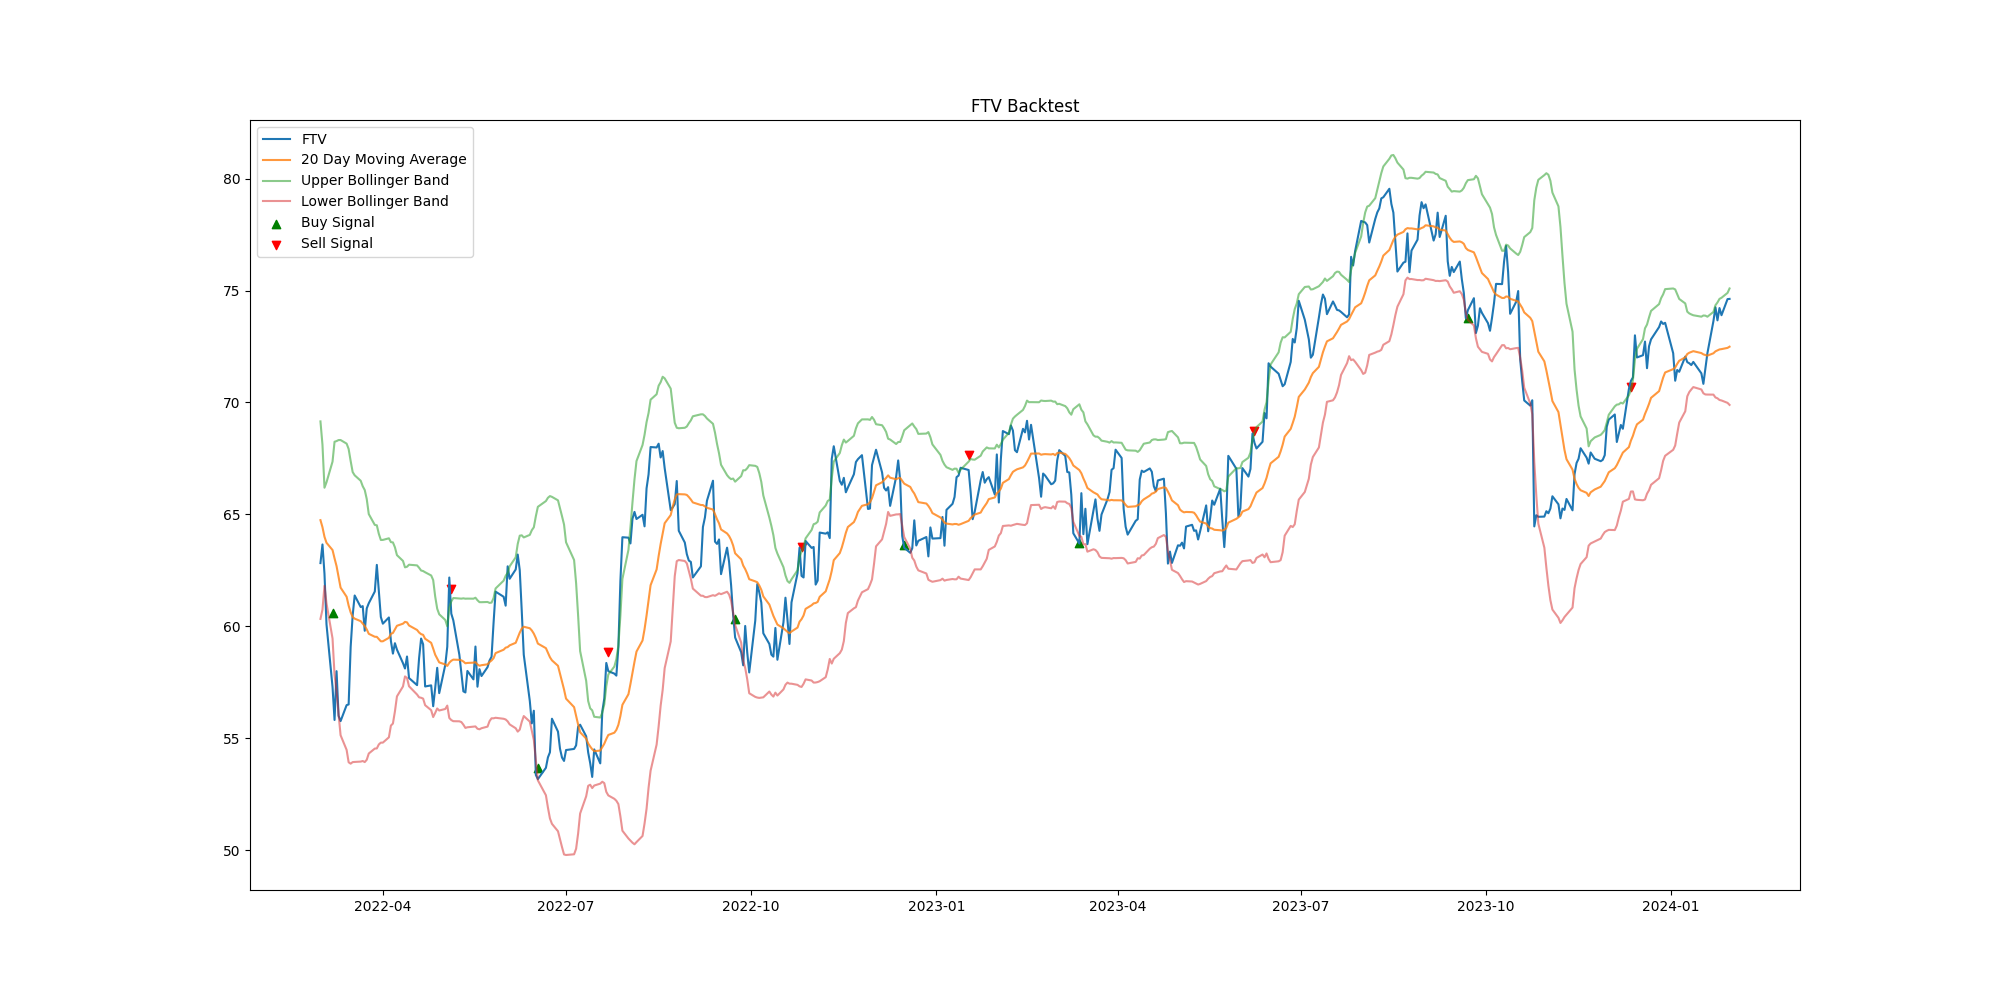 FTV Backtest
FTV
20 Day Moving Average
Upper Bollinger Band
Lower Bollinger Band
Buy Signal
Sell Signal
80
75
70
65
60
55
50
2022-04 2022-07 2022-10 2023-01 2023-04 2023-07 2023-10 2024-01